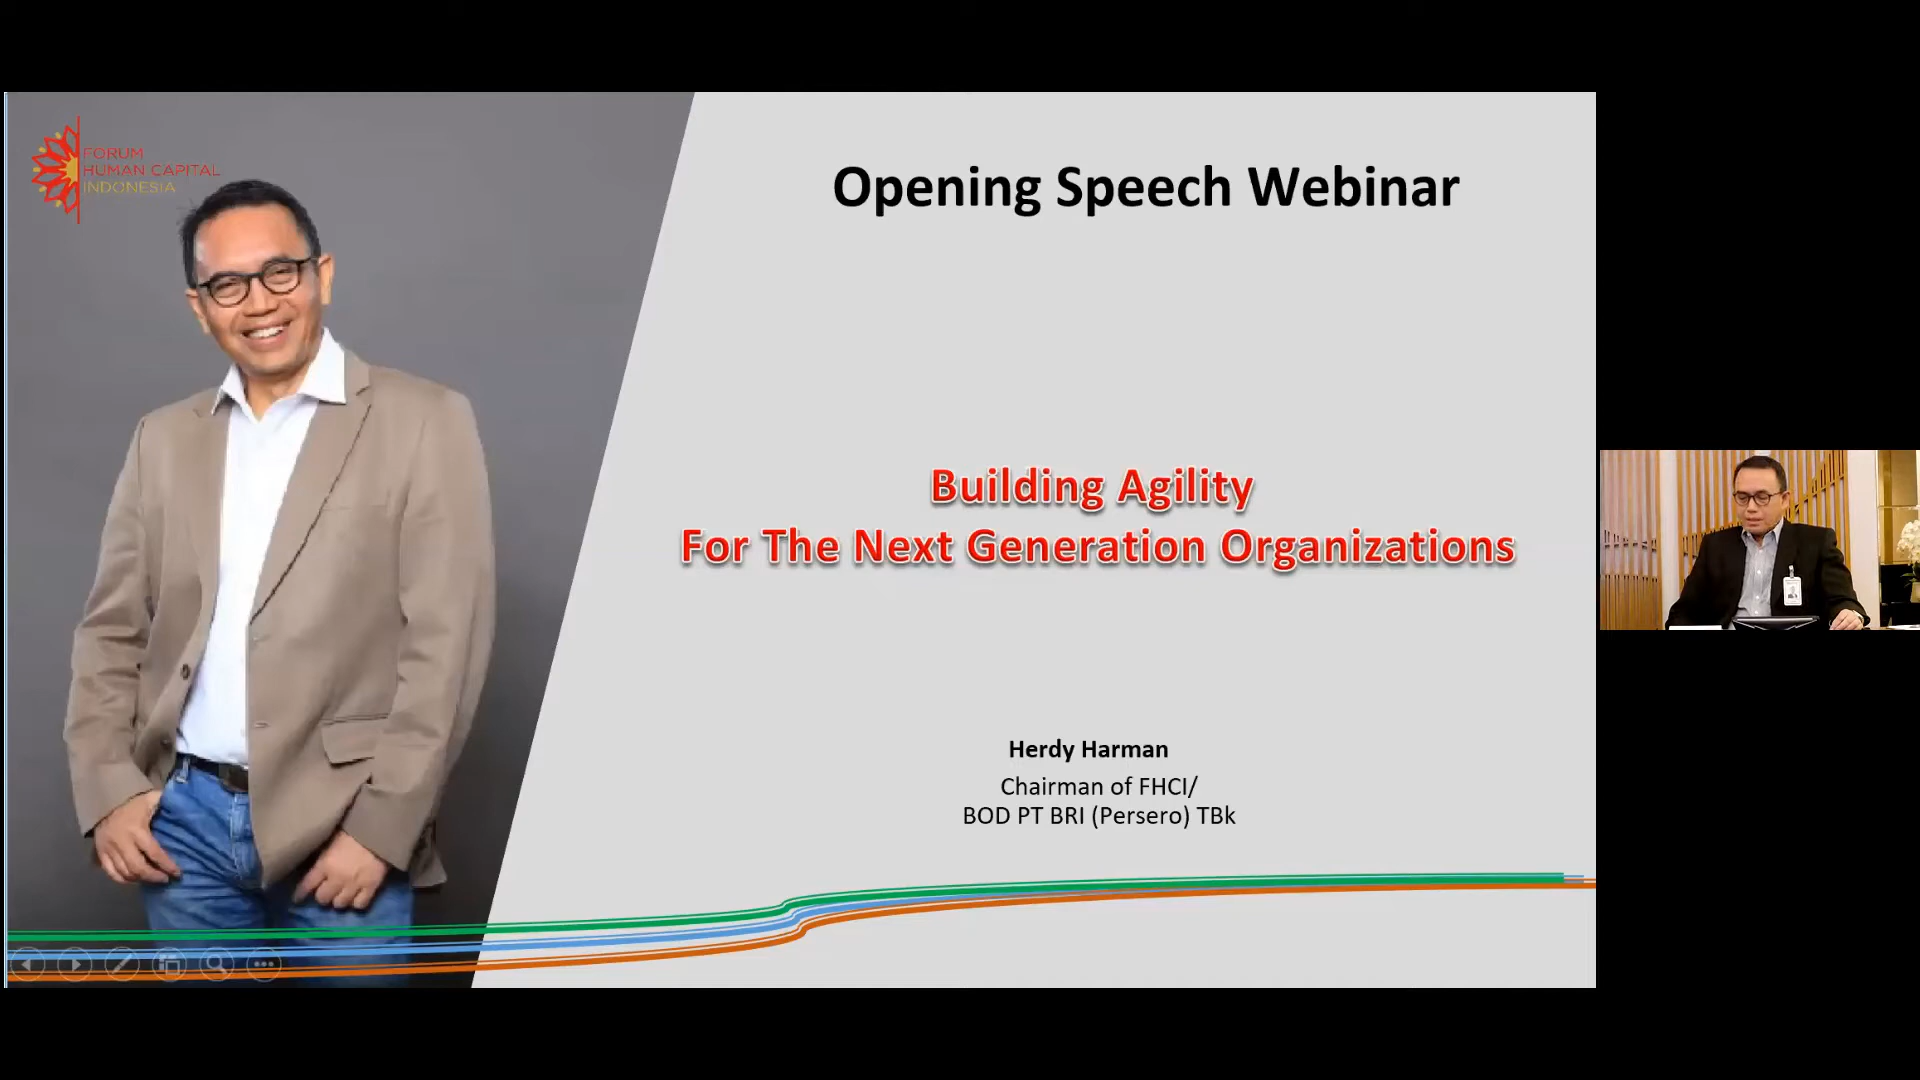 FORUM
HUMAN CAPITAL
INDONESIA
Opening Speech Webinar
Building Agility
For The Next Generation Organizations
Herdy Harman
Chairman of FHCI/
BOD PT BRI (Persero) TBk